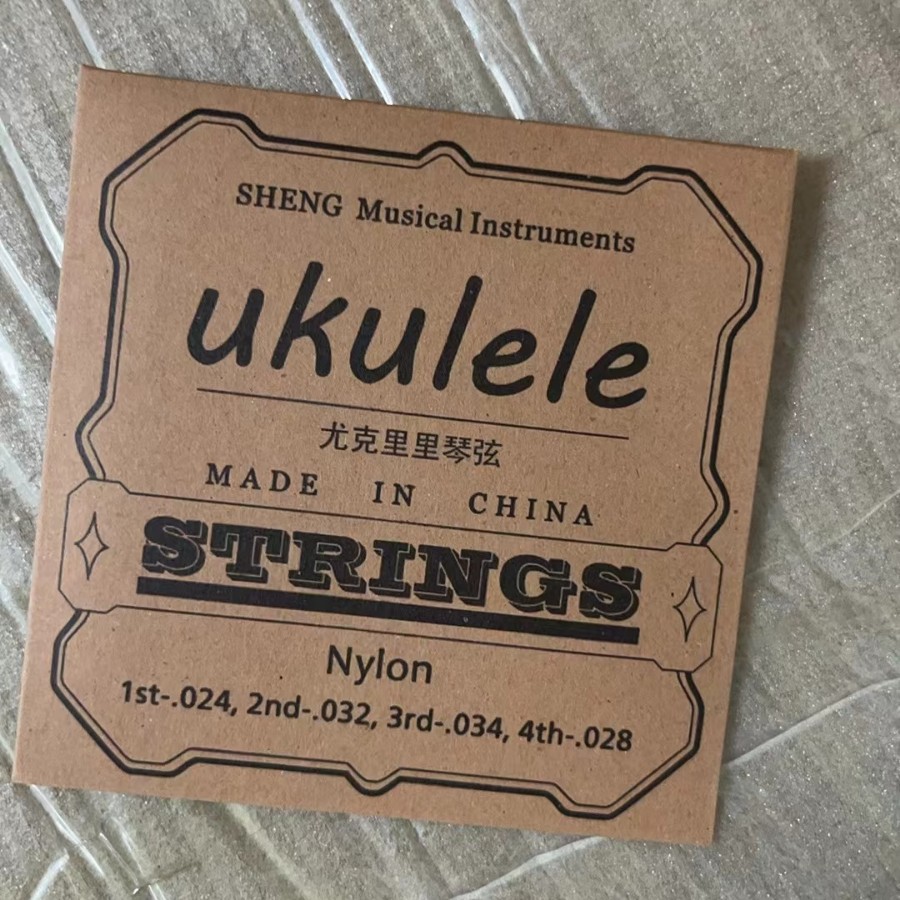 SHENG Musical Instruments
ukulele
尤克里里琴弦
MADE IN CHINA
STRINGS
Nylon
1st-.024, 2nd-.032, 3rd-.034, 4th-.028